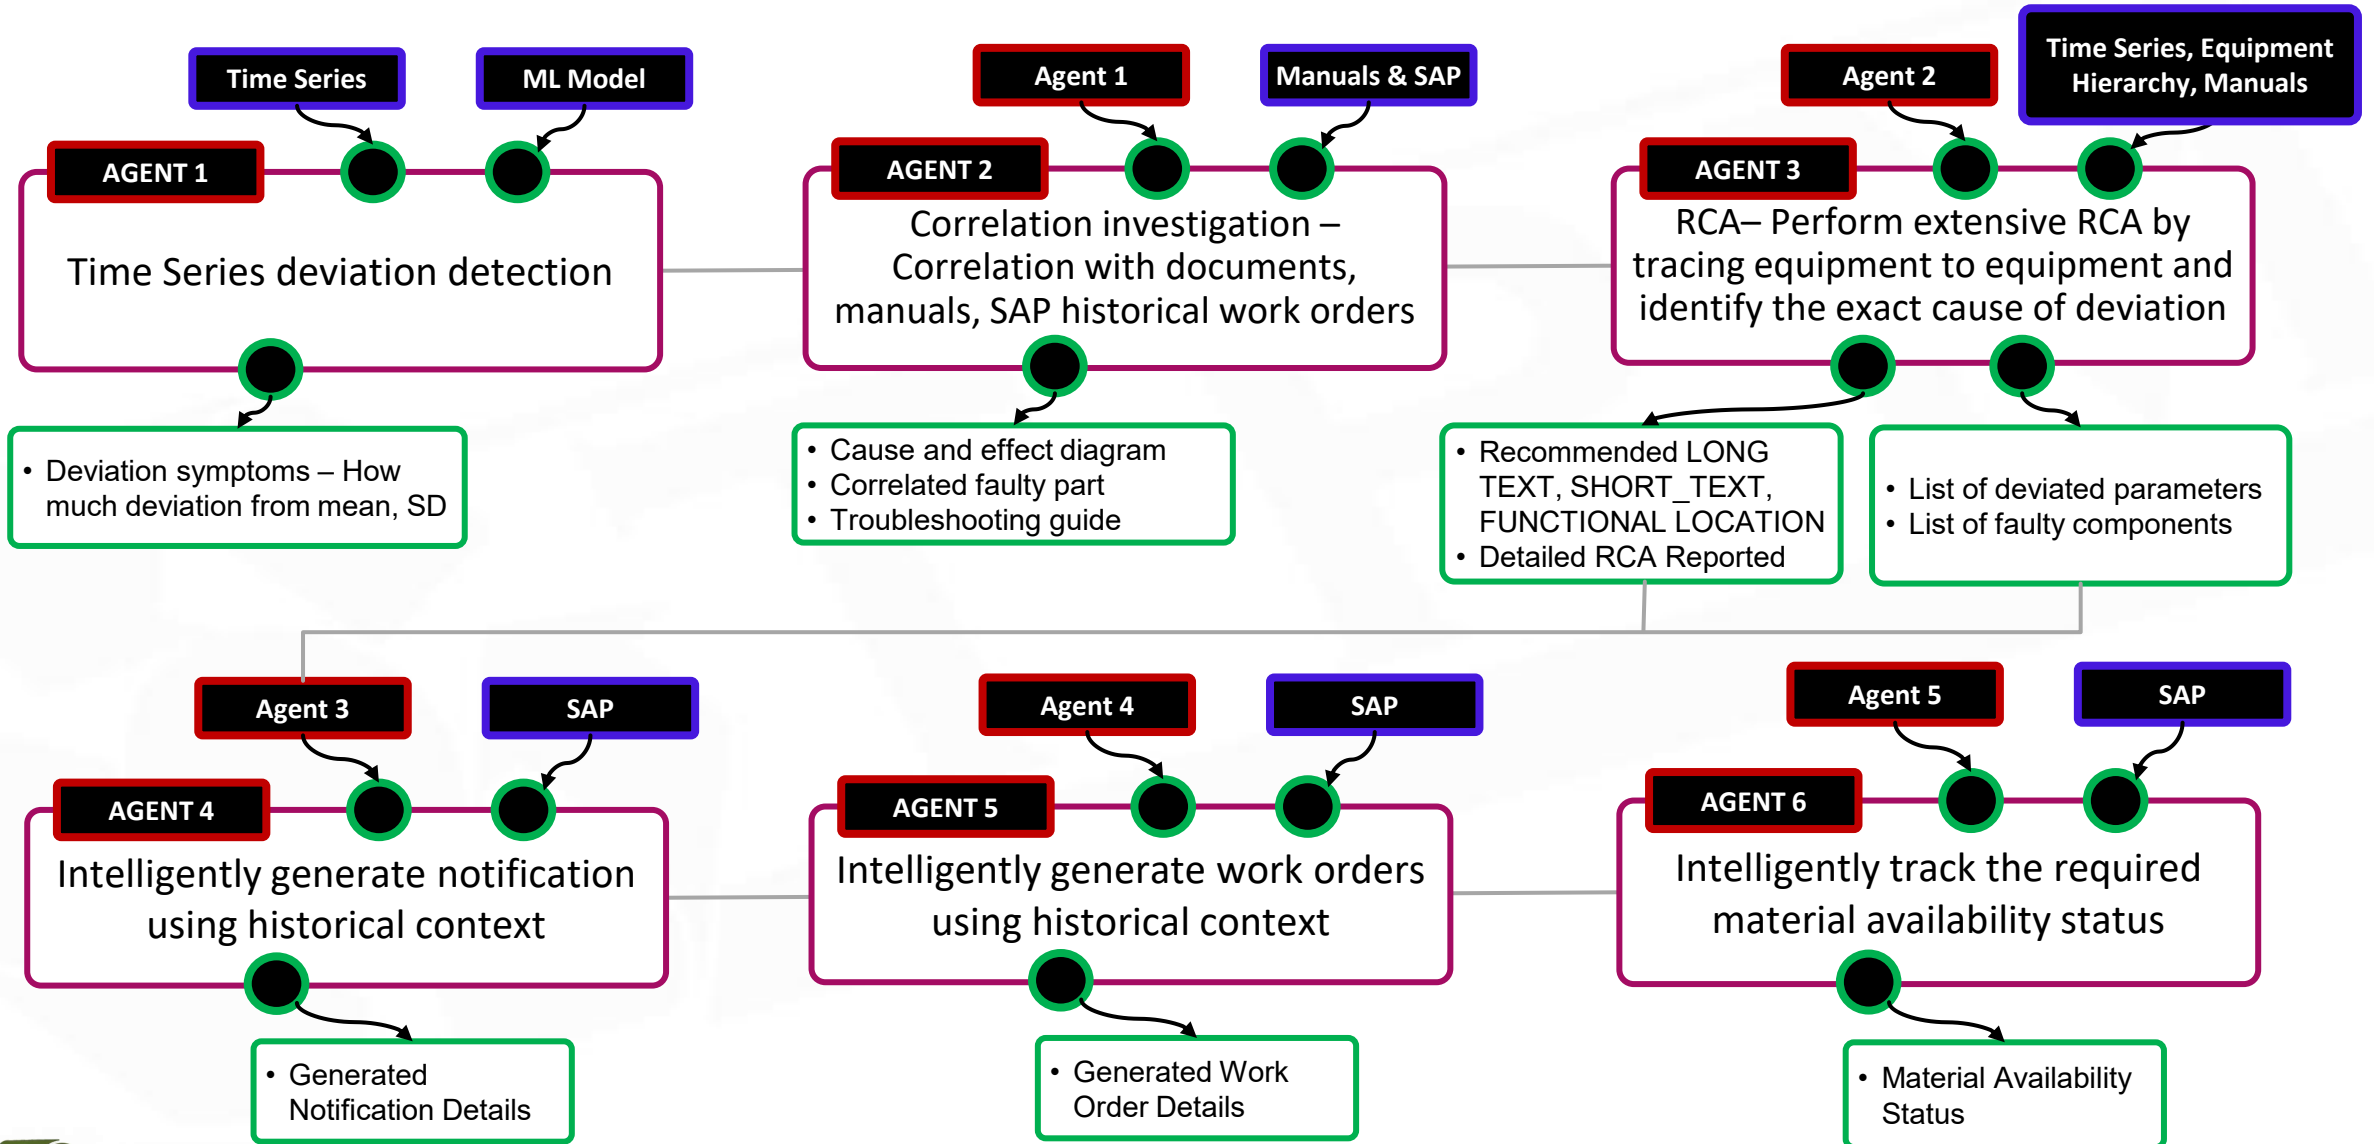 Time Series
ML Model
AGENT 1
Time Series deviation detection
• Deviation symptoms – How
much deviation from mean, SD
Agent 1
Manuals & SAP
AGENT 2
Correlation investigation –
Correlation with documents,
manuals, SAP historical work orders
• Cause and effect diagram
• Correlated faulty part
• Troubleshooting guide
Agent 2
Time Series, Equipment
Hierarchy, Manuals
AGENT 3
RCA– Perform extensive RCA by
tracing equipment to equipment and
identify the exact cause of deviation
• Recommended LONG
TEXT, SHORT_TEXT,
FUNCTIONAL LOCATION
• Detailed RCA Reported
• List of deviated parameters
• List of faulty components
Agent 3
SAP
AGENT 4
Intelligently generate notification
using historical context
• Generated
Notification Details
Agent 4
SAP
AGENT 5
Intelligently generate work orders
using historical context
• Generated Work
Order Details
Agent 5
SAP
AGENT 6
Intelligently track the required
material availability status
• Material Availability
Status